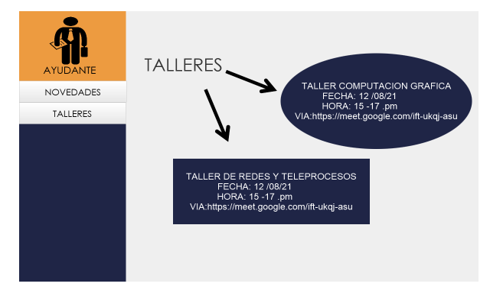 AYUDANTE
NOVEDADES
TALLERES
TALLERES
TALLER COMPUTACION GRAFICA
FECHA: 12 /08/21
HORA: 15 -17 .pm
VIA:https://meet.google.com/ift-ukqj-asu
TALLER DE REDES Y TELEPROCESOS
FECHA: 12 /08/21
HORA: 15 -17 .pm
VIA:https://meet.google.com/ift-ukqj-asu